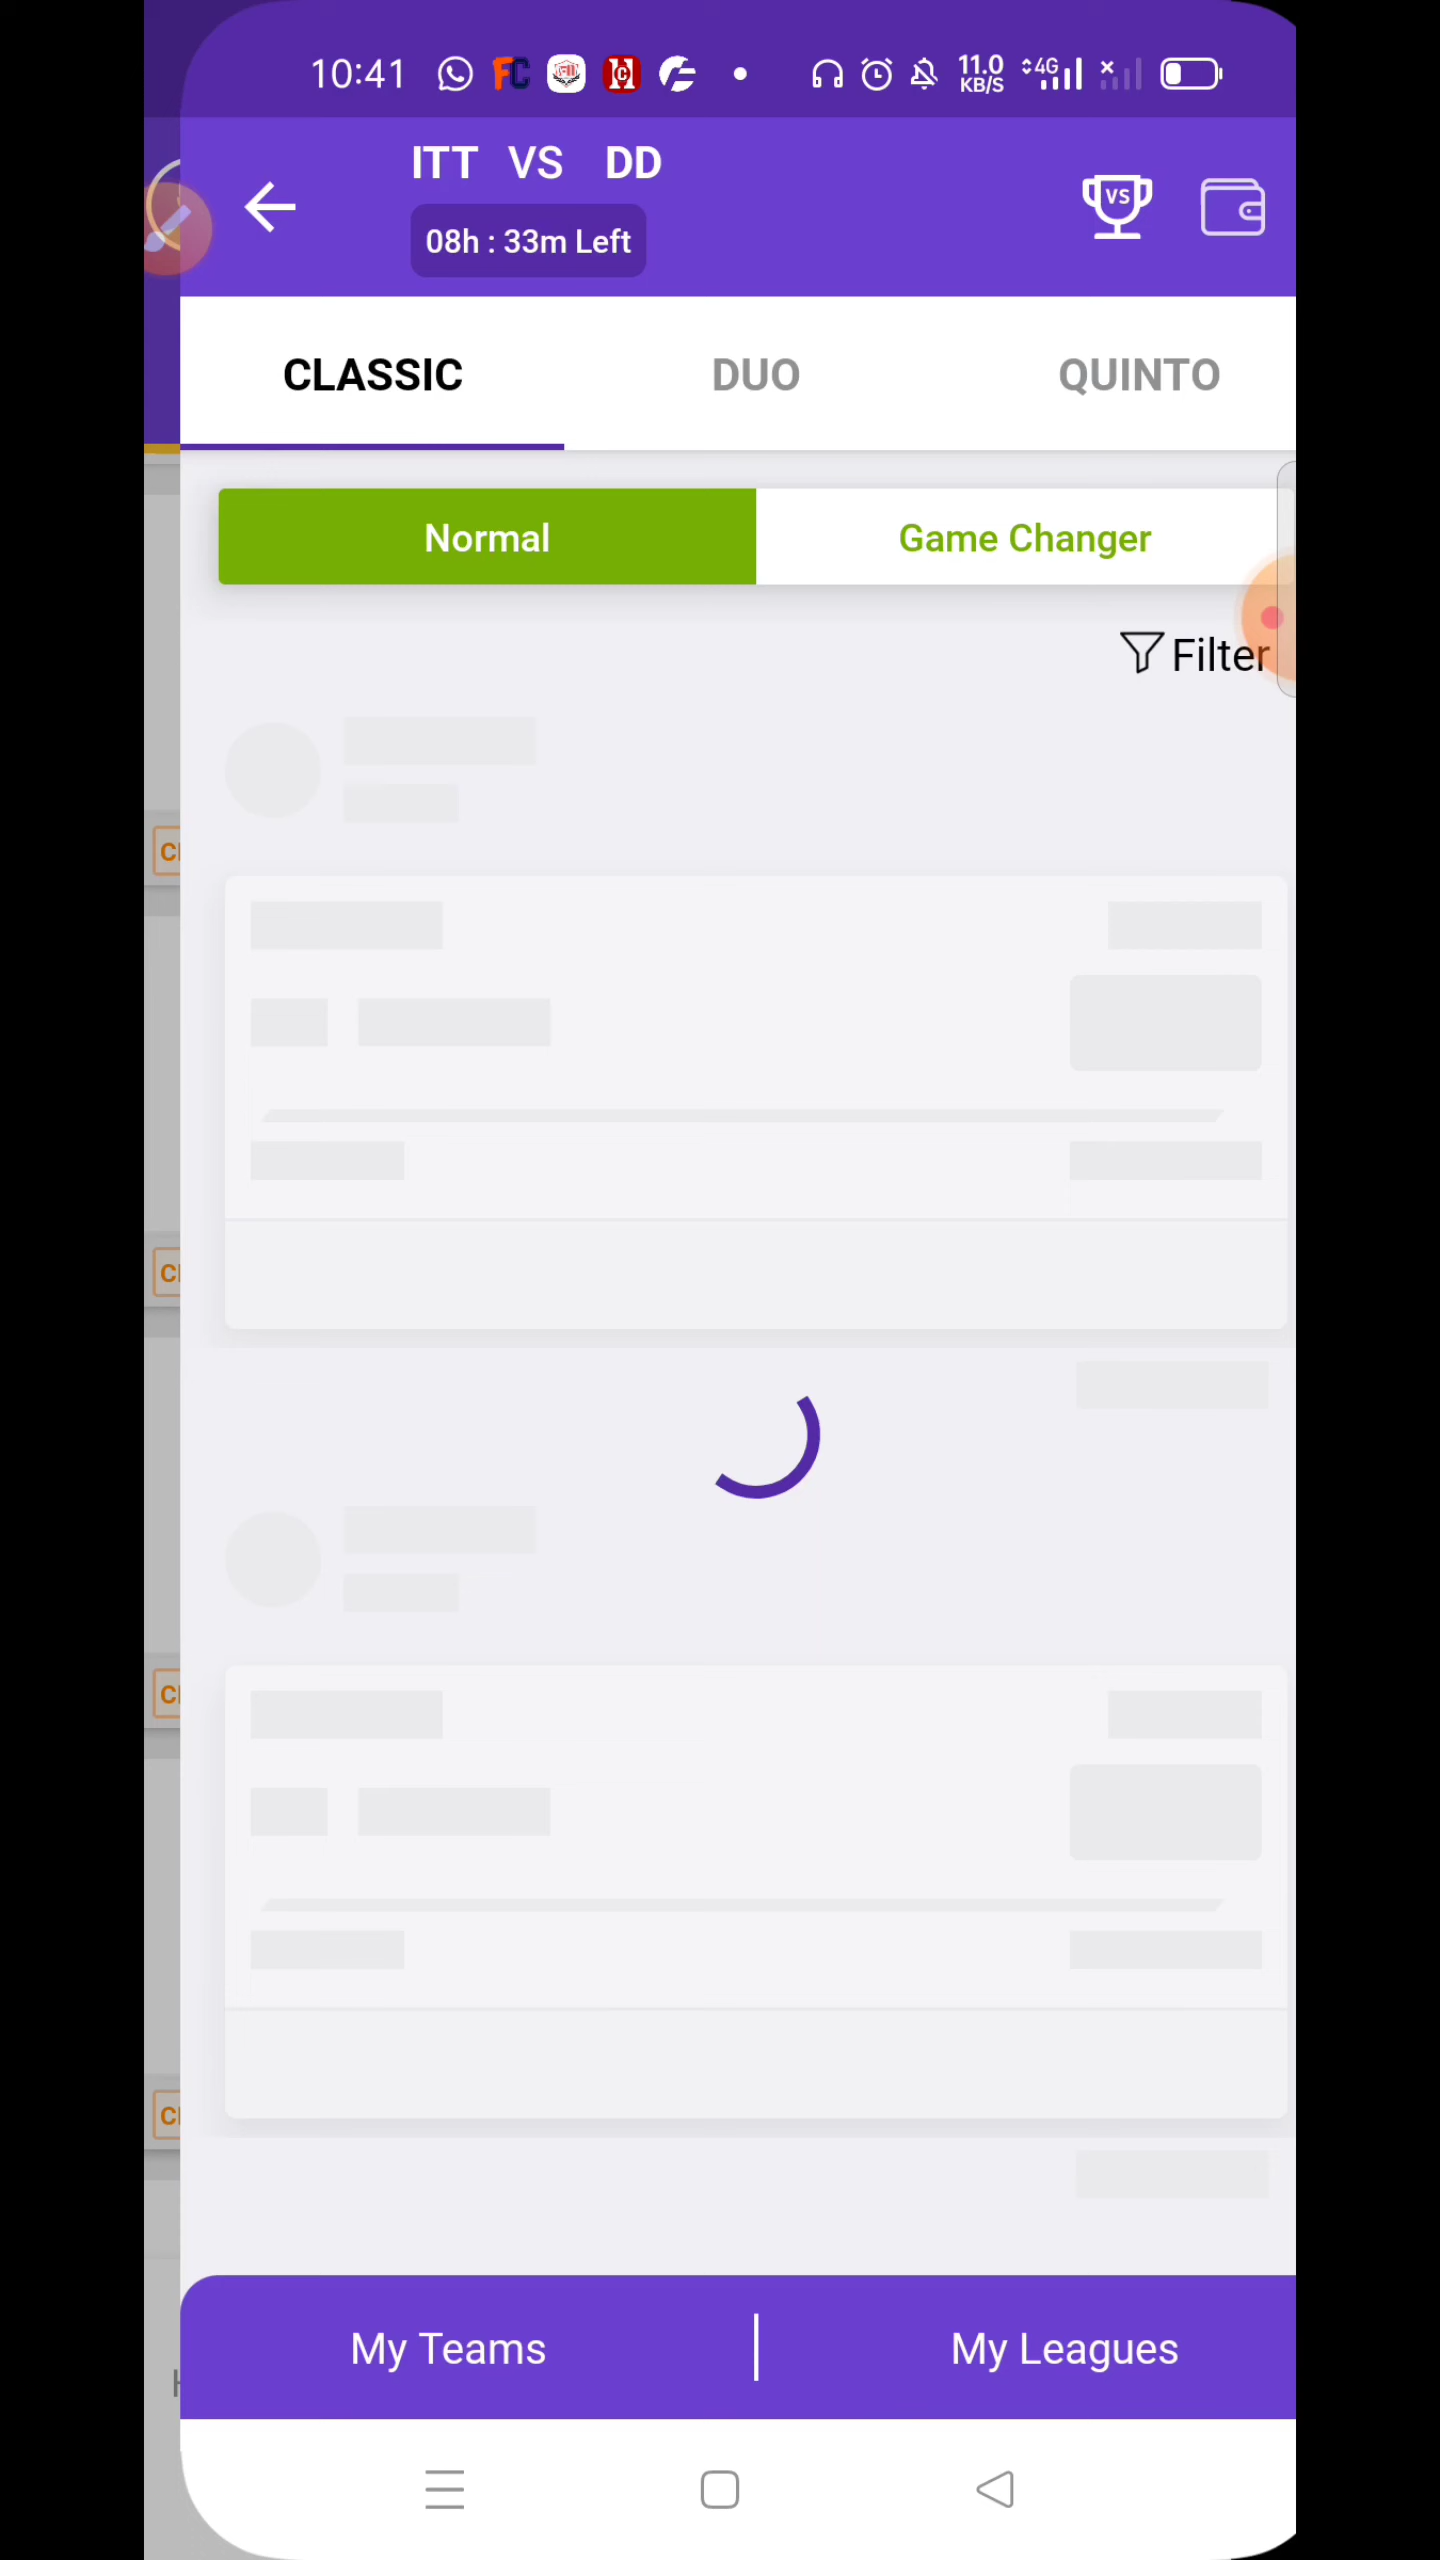 10:41
11.0
KB/S
4G
ITT VS DD
VS
08h : 33m Left
CLASSIC
DUO
QUINTO
Normal
Game Changer
Filter
My Teams
My Leagues